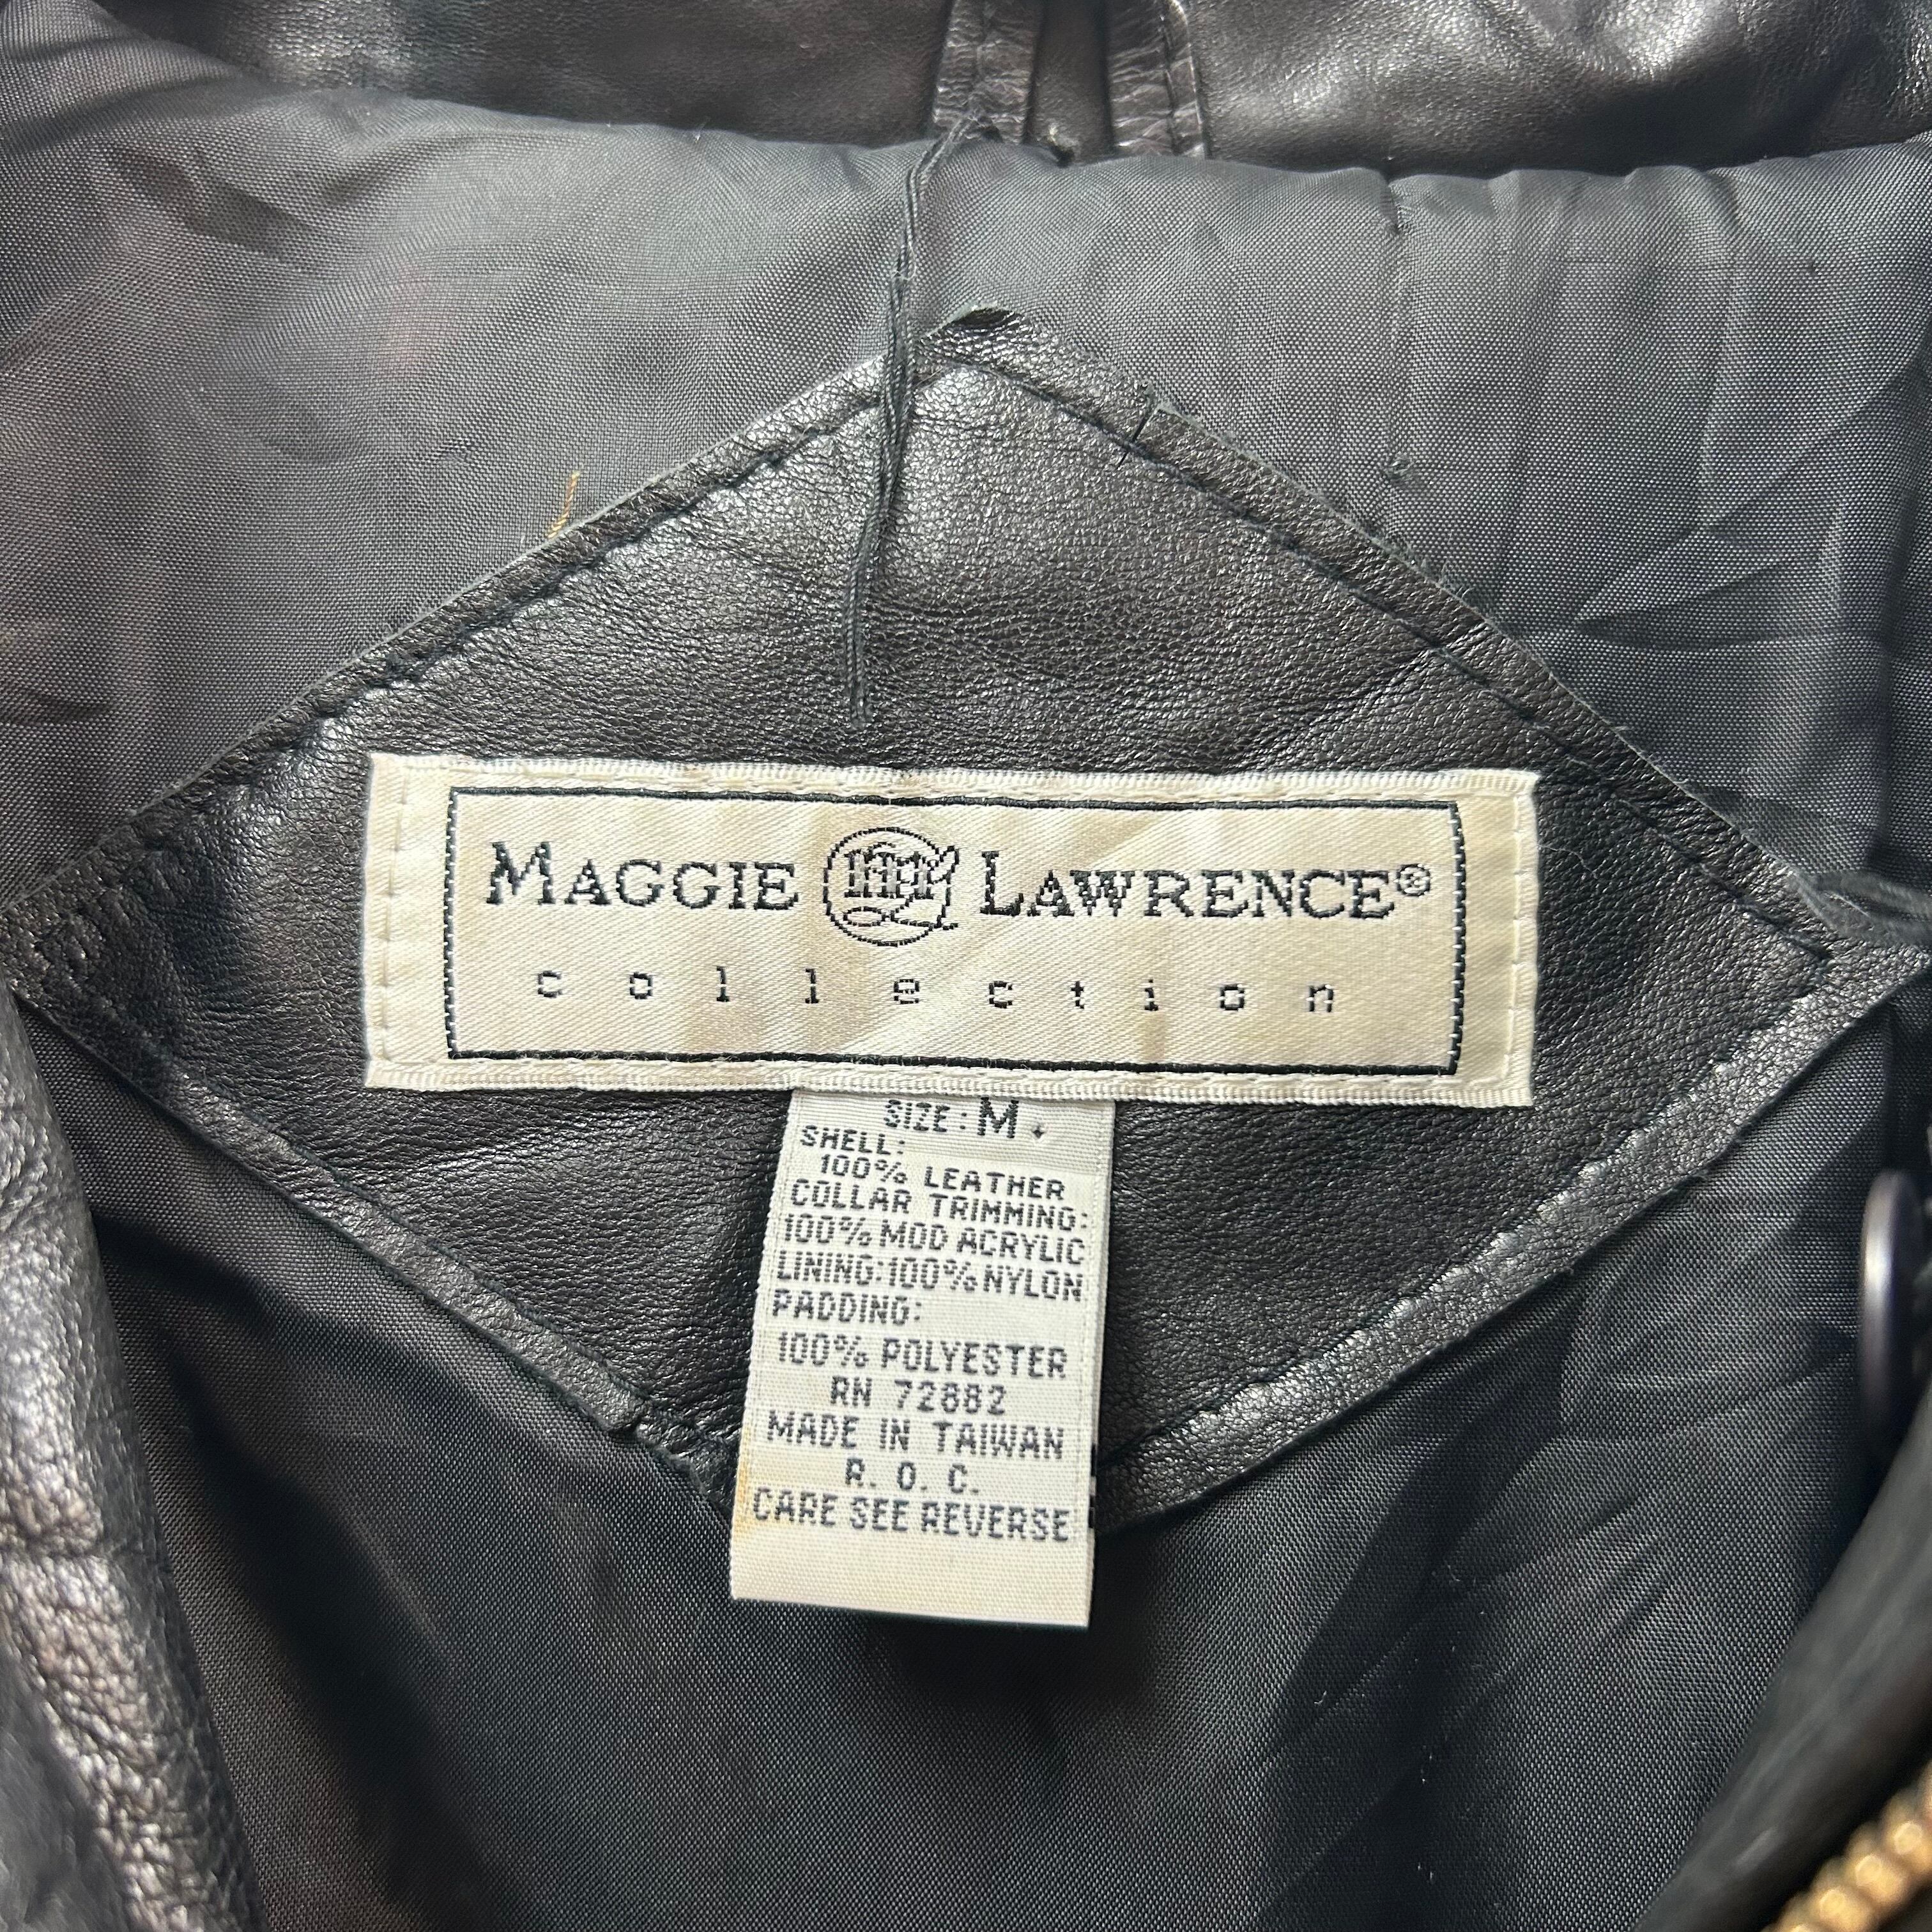 MAGGIE ML LAWRENCE®
collection
SIZE: M
SHELL:
100% LEATHER
COLLAR TRIMMING:
100% MOD ACRYLIC
LINING:100% NYLON
PADDING:
100% POLYESTER
RN 72882
MADE IN TAIWAN
R. O. C.
CARE SEE REVERSE